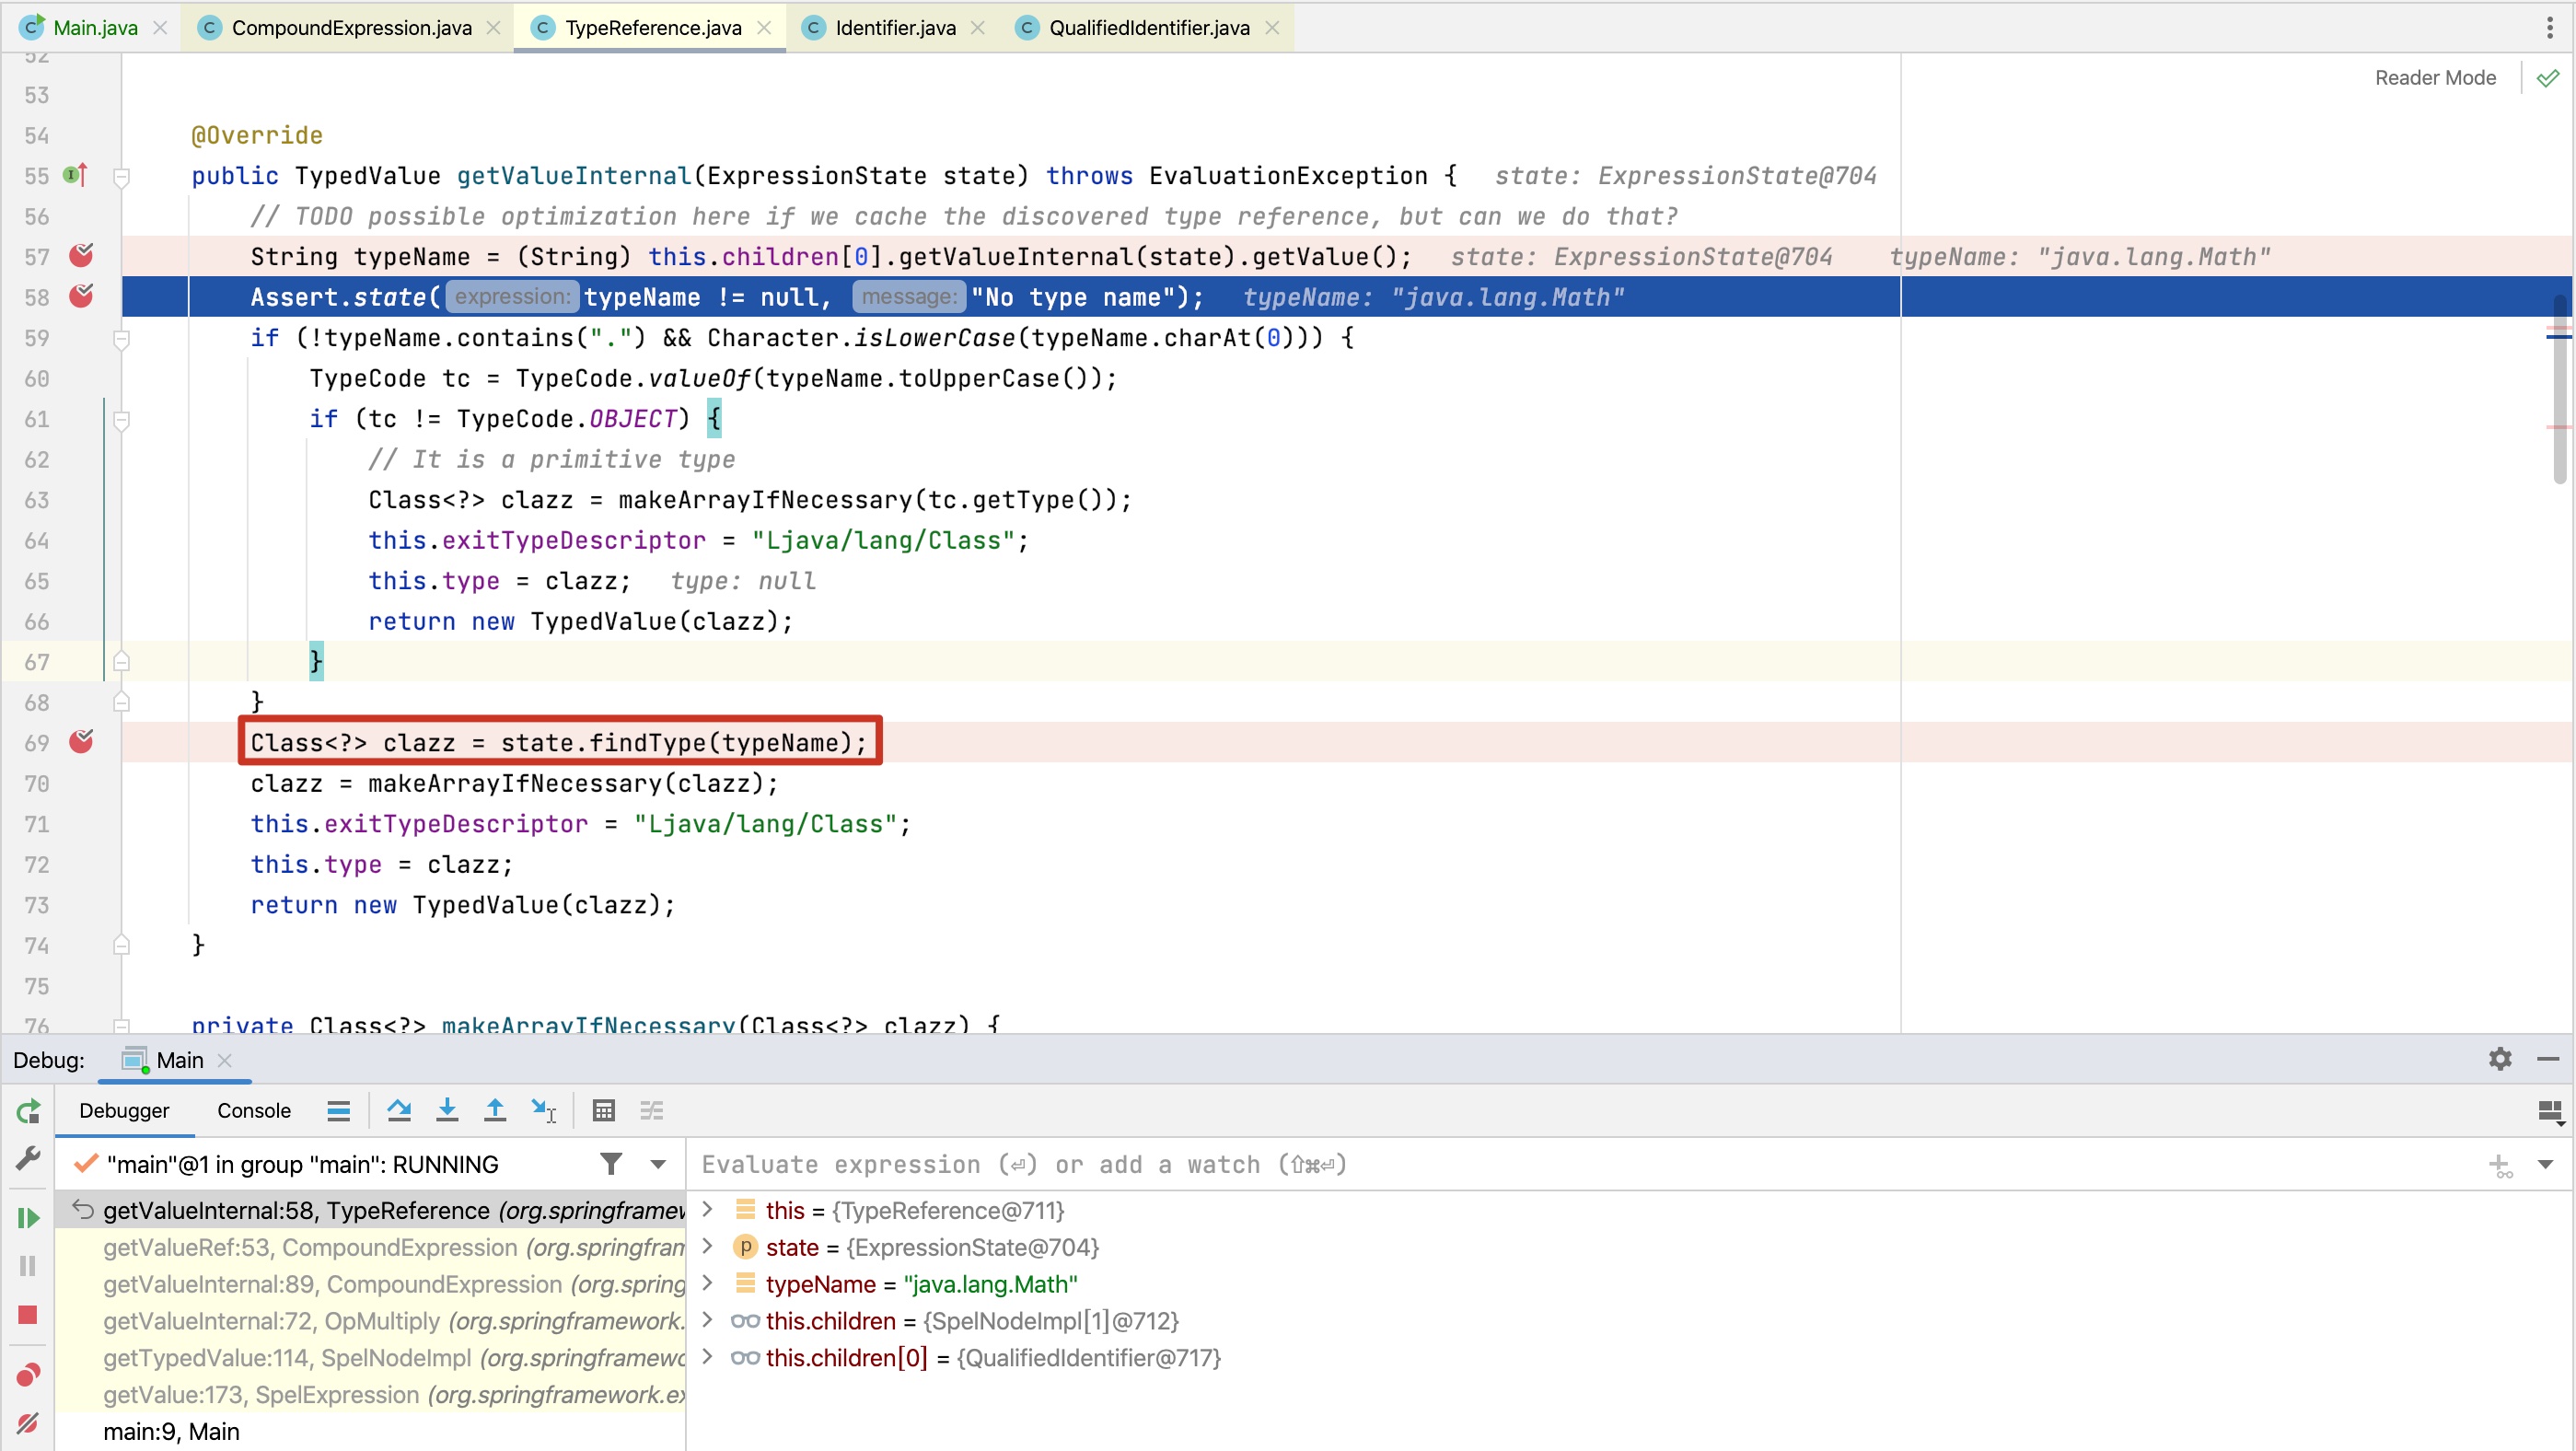 Main.java
CompoundExpression.java
TypeReference.java
Identifier.java
QualifiedIdentifier.java
52
Reader Mode
53
54 @Override
55 public TypedValue getValueInternal(ExpressionState state) throws EvaluationException { state: ExpressionState@704
56 // TODO possible optimization here if we cache the discovered type reference, but can we do that?
57 String typeName = (String) this.children[0].getValueInternal(state).getValue(); state: ExpressionState@704 typeName: "java.lang.Math"
58 Assert.state( expression: typeName != null, message: "No type name"); typeName: "java.lang.Math"
59 if (!typeName.contains(".") && Character.isLowerCase(typeName.charAt(0))) {
60 TypeCode tc = TypeCode.valueOf(typeName.toUpperCase());
61 if (tc != TypeCode.OBJECT) {
62 // It is a primitive type
63 Class<?> clazz = makeArrayIfNecessary(tc.getType());
64 this.exitTypeDescriptor = "Ljava/lang/Class";
65 this.type = clazz; type: null
66 return new TypedValue(clazz);
67 }
68 }
69 Class<?> clazz = state.findType(typeName);
70 clazz = makeArrayIfNecessary(clazz);
71 this.exitTypeDescriptor = "Ljava/lang/Class";
72 this.type = clazz;
73 return new TypedValue(clazz);
74 }
75
76 private Class<?> makeArrayIfNecessary(Class<?> clazz) {
Debug: Main
Debugger Console
"main"@1 in group "main": RUNNING
Evaluate expression (⏎) or add a watch (⇧⌘⏎)
getValueInternal:58, TypeReference (org.springframew
getValueRef:53, CompoundExpression (org.springfram
getValueInternal:89, CompoundExpression (org.spring
getValueInternal:72, OpMultiply (org.springframework.
getTypedValue:114, SpelNodeImpl (org.springframewo
getValue:173, SpelExpression (org.springframework.ex
main:9, Main
this = {TypeReference@711}
p state = {ExpressionState@704}
typeName = "java.lang.Math"
this.children = {SpelNodeImpl[1]@712}
this.children[0] = {QualifiedIdentifier@717}